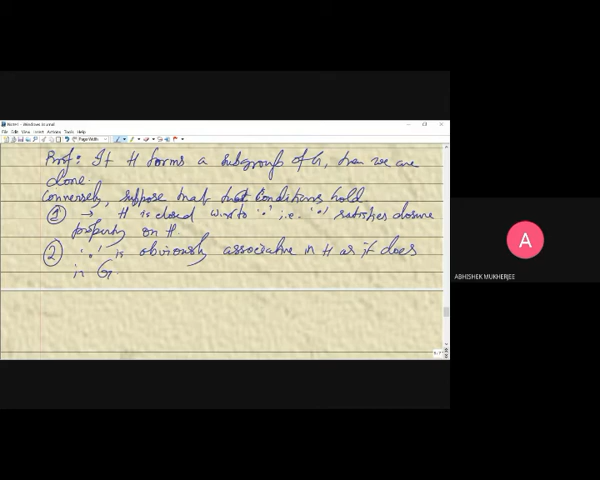 Proof: If H forms a subgroup of G, then we are
done.
Conversely, suppose that that conditions hold
① → H is closed w.r.to '.' i.e. '.' satisfies closure
property on H.
② '.' is obviously associative in H as it does
in G
A
ABHISHEK MUKHERJEE